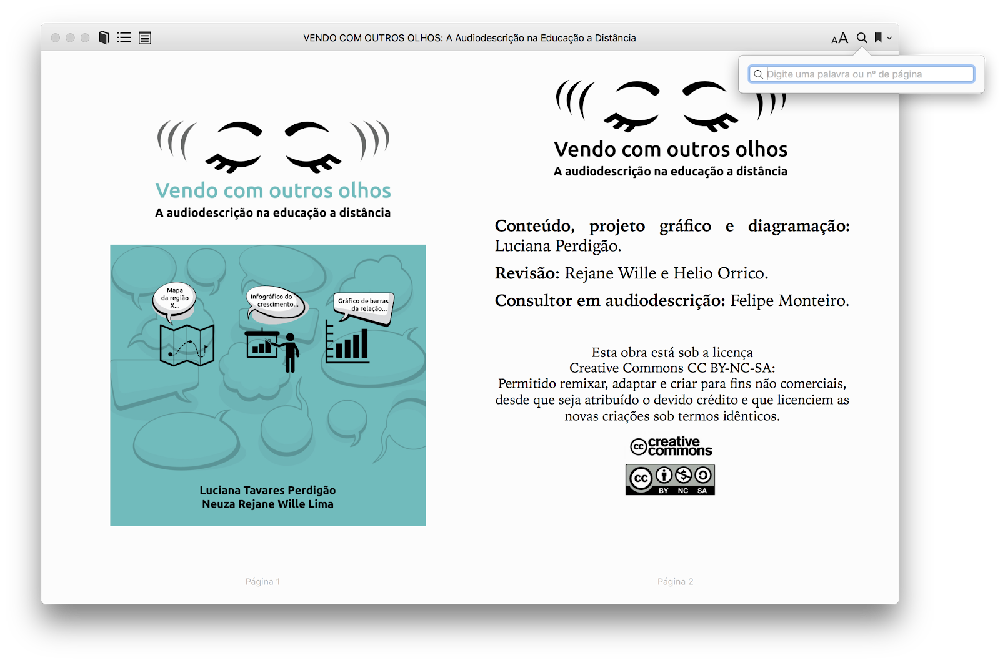 VENDO COM OUTROS OLHOS: A Audiodescrição na Educação a Distância
AA
Digite uma palavra ou nº de página
Vendo com outros olhos
A audiodescrição na educação a distância
Mapa
da região
X...
Infográfico do
crescimento...
Gráfico de barras
da relação...
Luciana Tavares Perdigão
Neuza Rejane Wille Lima
Página 1
Vendo com outros olhos
A audiodescrição na educação a distância
Conteúdo, projeto gráfico e diagramação:
Luciana Perdigão.
Revisão: Rejane Wille e Helio Orrico.
Consultor em audiodescrição: Felipe Monteiro.
Esta obra está sob a licença
Creative Commons CC BY-NC-SA:
Permitido remixar, adaptar e criar para fins não comerciais,
desde que seja atribuído o devido crédito e que licenciem as
novas criações sob termos idênticos.
cc creative
commons
cc
BY NC SA
Página 2